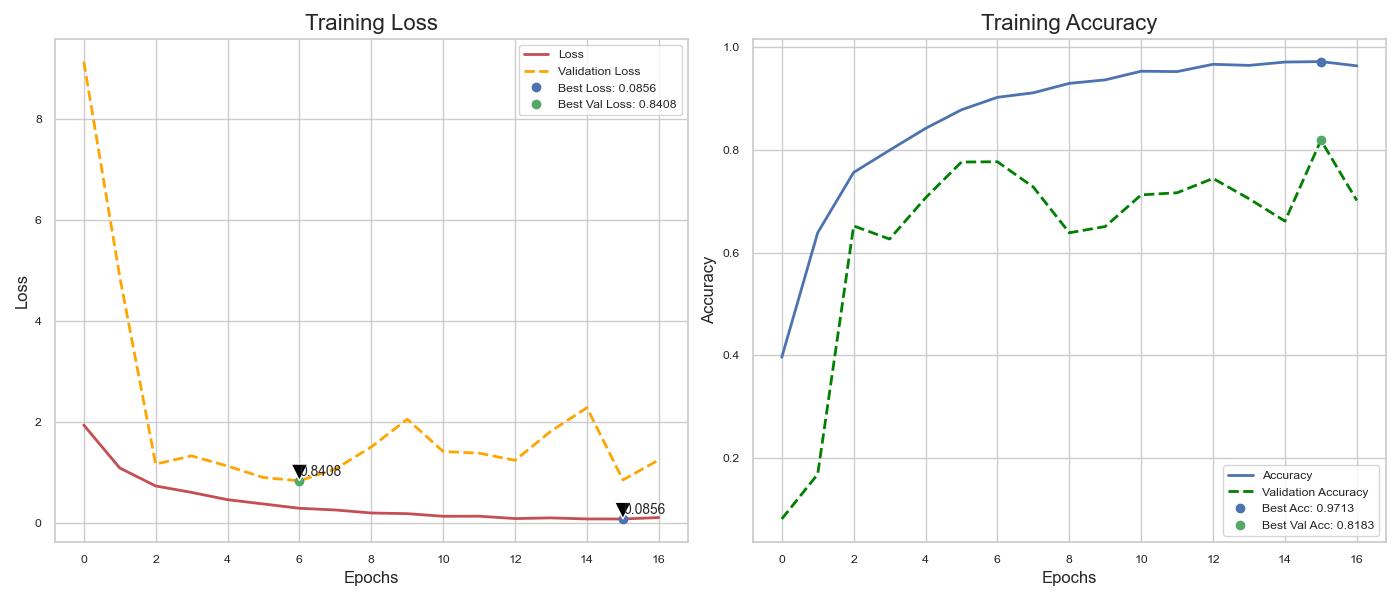 Training Loss
Loss
Validation Loss
Best Loss: 0.0856
Best Val Loss: 0.8408
8
6
4
2
0
Loss
0.8408
0.0856
0 2 4 6 8 10 12 14 16
Epochs
Training Accuracy
1.0
0.8
0.6
0.4
0.2
Accuracy
Accuracy
Validation Accuracy
Best Acc: 0.9713
Best Val Acc: 0.8183
0 2 4 6 8 10 12 14 16
Epochs